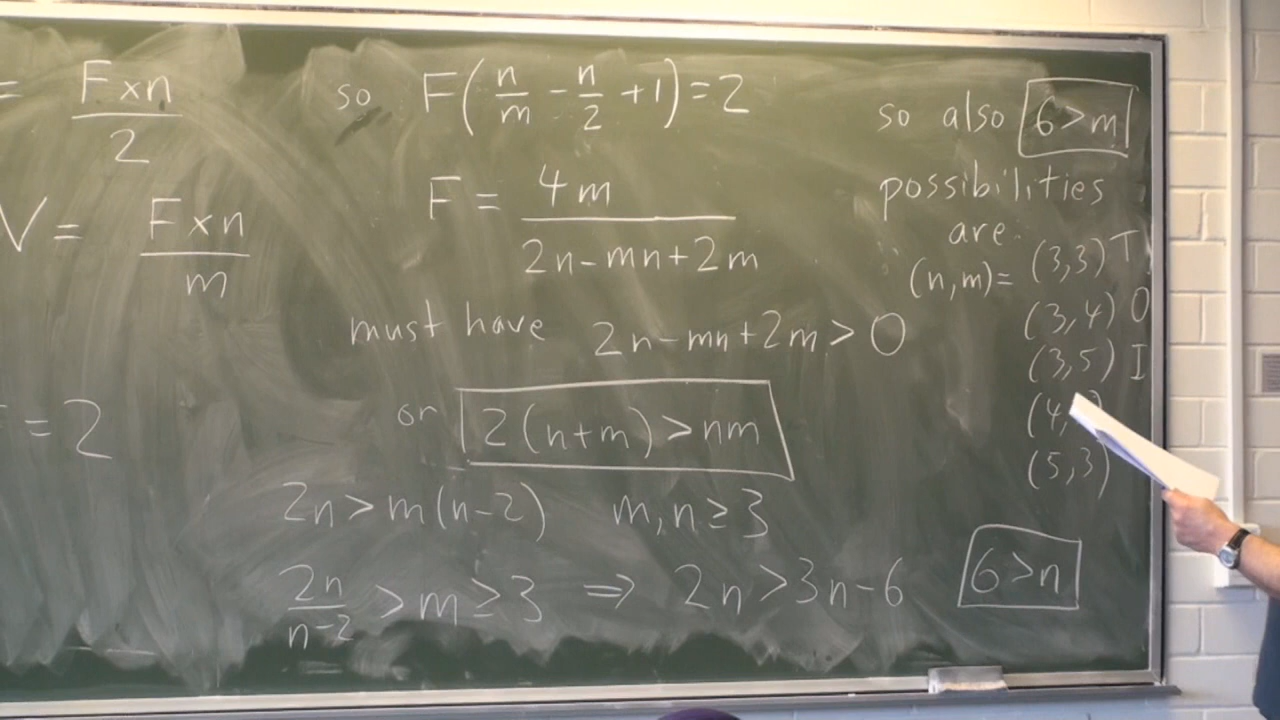 = F×n / 2
V = F×n / m
= 2
so F(n/m - n/2 + 1) = 2
F = 4m / 2n-mn+2m
must have 2n-mn+2m > 0
or 2(n+m) > nm
2n > m(n-2) m,n ≥ 3
2n / n-2 > m ≥ 3 ⇒ 2n > 3n-6 6>n
so also 6>m
possibilities
are
(n,m)= (3,3) T
(3,4) O
(3,5) I
(4,
(5,3)